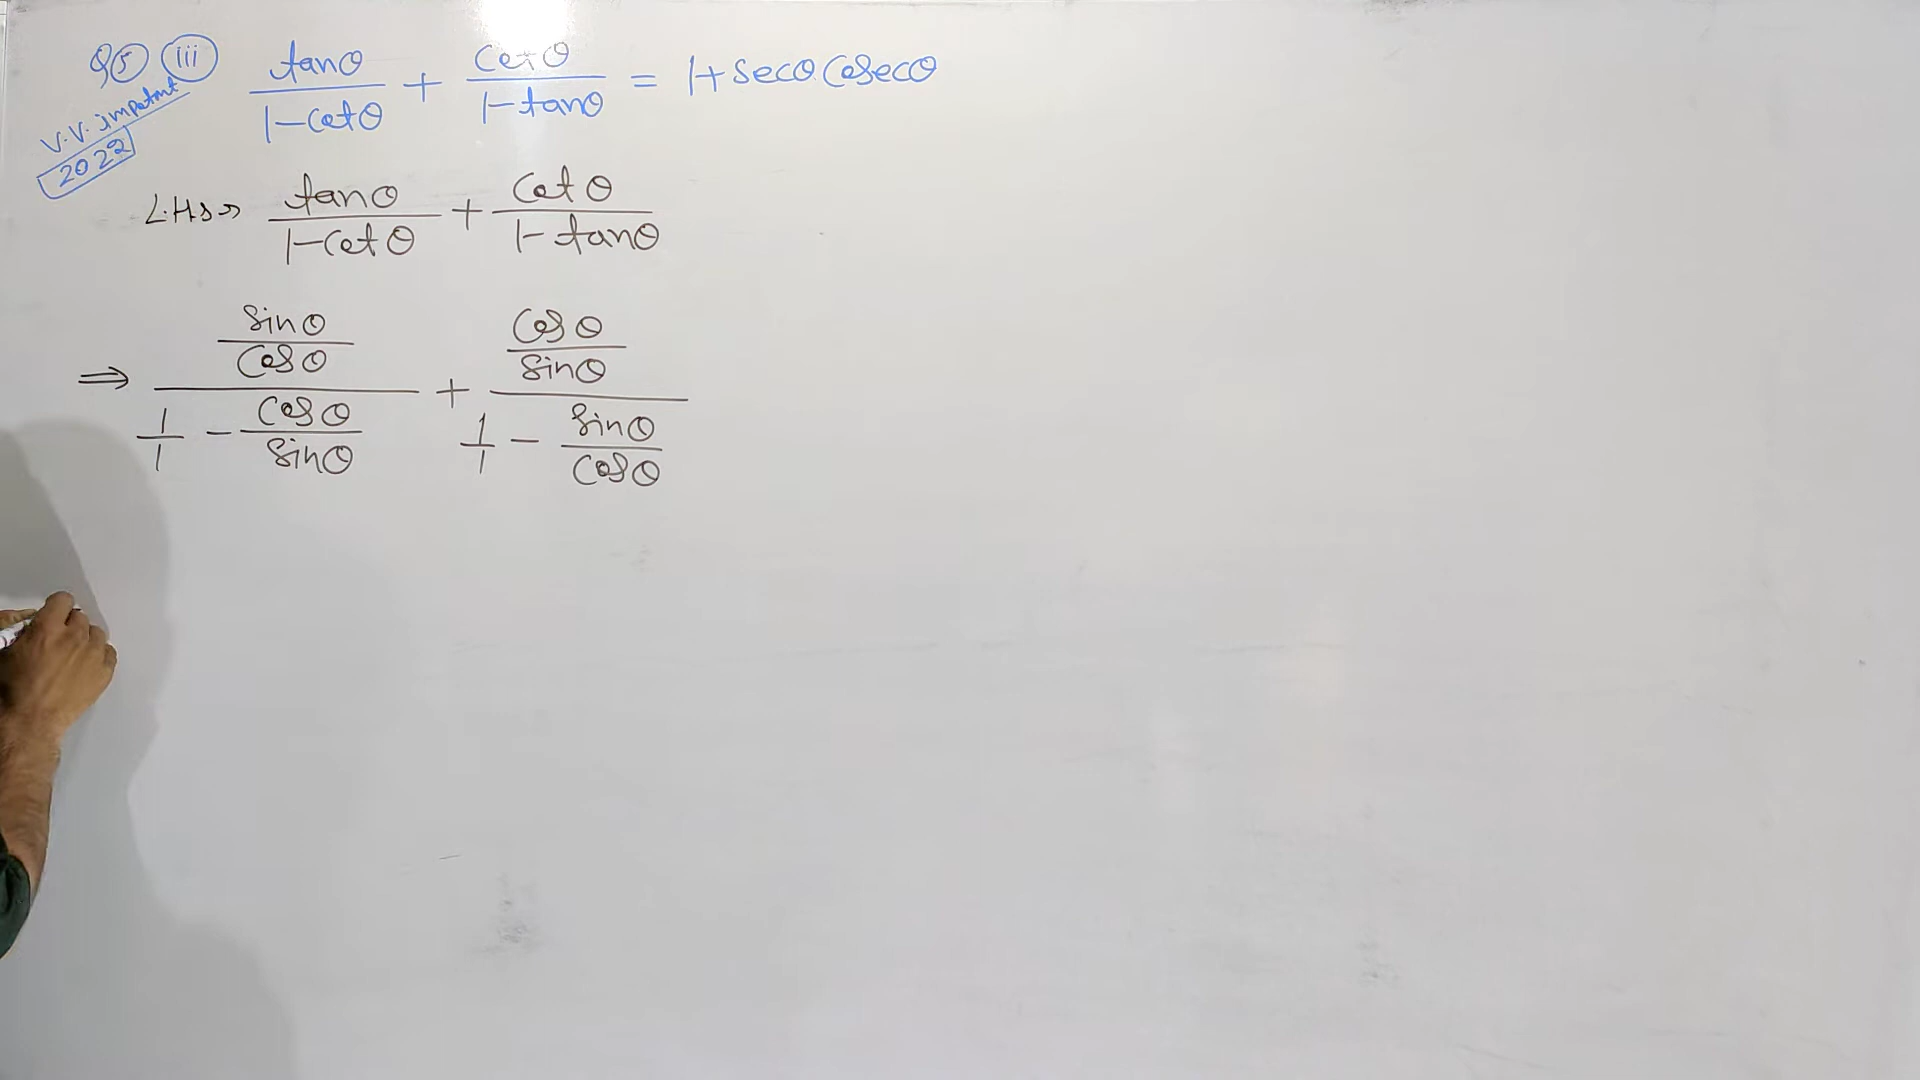 Q5 (iii) tanθ/(1-cotθ) + cotθ/(1-tanθ) = 1+secθ.cosecθ
V.V. important
2022
L.H.S → tanθ/(1-cotθ) + cotθ/(1-tanθ)
⇒ (sinθ/cosθ)/(1/1 - cosθ/sinθ) + (cosθ/sinθ)/(1/1 - sinθ/cosθ)